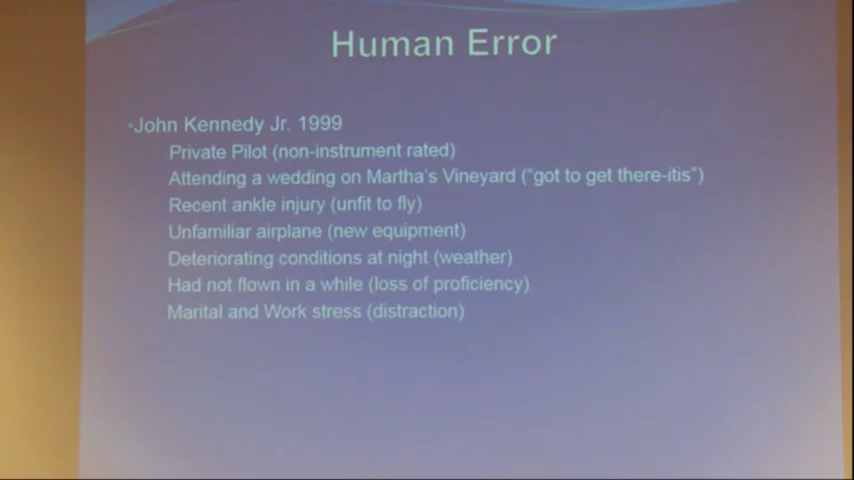 Human Error
•John Kennedy Jr. 1999
Private Pilot (non-instrument rated)
Attending a wedding on Martha's Vineyard ("got to get there-itis")
Recent ankle injury (unfit to fly)
Unfamiliar airplane (new equipment)
Deteriorating conditions at night (weather)
Had not flown in a while (loss of proficiency)
Marital and Work stress (distraction)